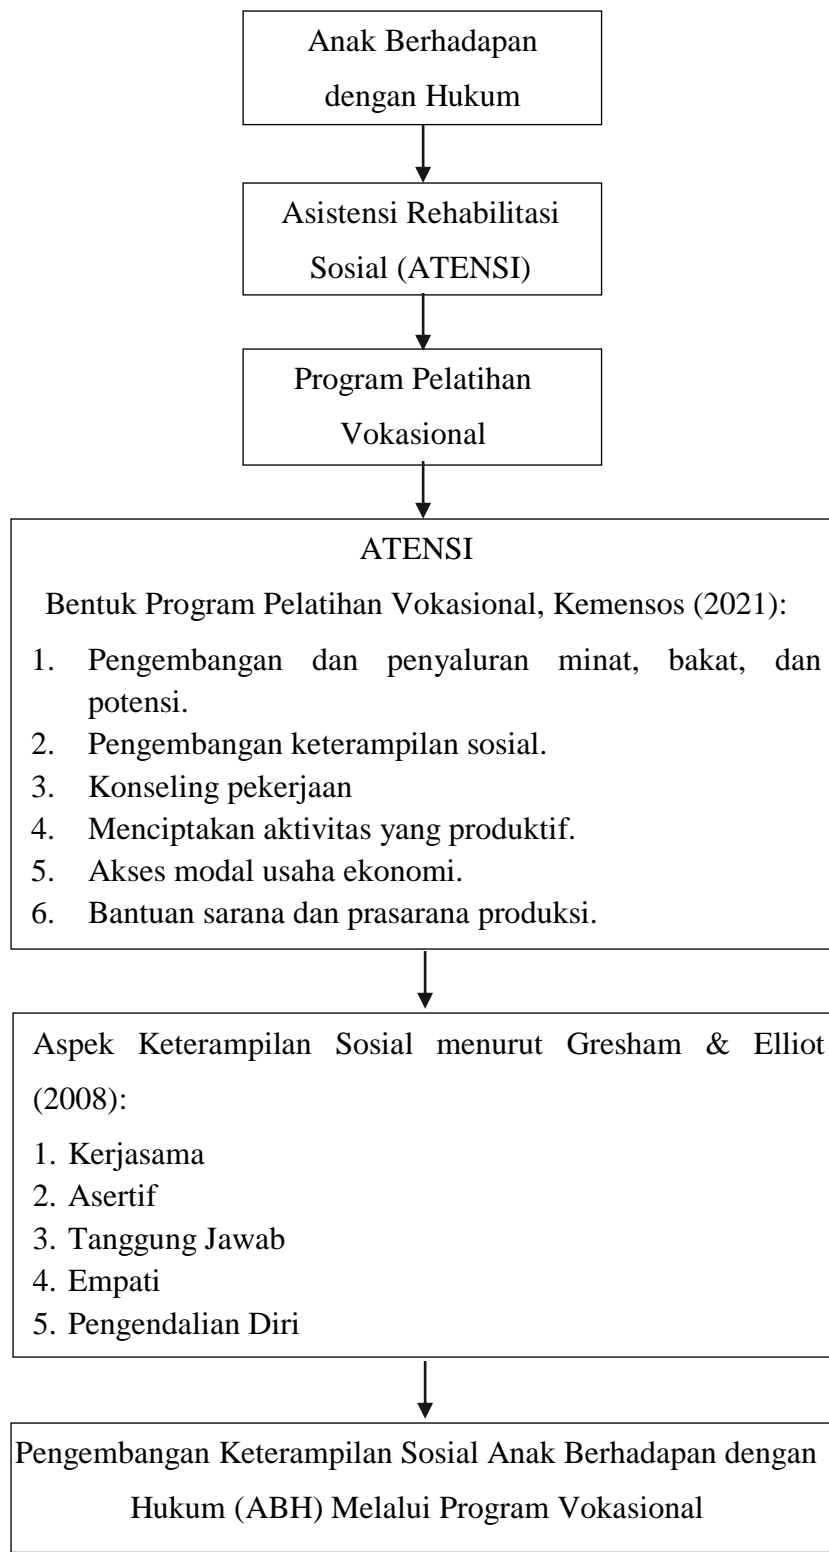 Anak Berhadapan
dengan Hukum
Asistensi Rehabilitasi
Sosial (ATENSI)
Program Pelatihan
Vokasional
ATENSI
Bentuk Program Pelatihan Vokasional, Kemensos (2021):
1. Pengembangan dan penyaluran minat, bakat, dan
potensi.
2. Pengembangan keterampilan sosial.
3. Konseling pekerjaan
4. Menciptakan aktivitas yang produktif.
5. Akses modal usaha ekonomi.
6. Bantuan sarana dan prasarana produksi.
Aspek Keterampilan Sosial menurut Gresham & Elliot
(2008):
1. Kerjasama
2. Asertif
3. Tanggung Jawab
4. Empati
5. Pengendalian Diri
Pengembangan Keterampilan Sosial Anak Berhadapan dengan
Hukum (ABH) Melalui Program Vokasional